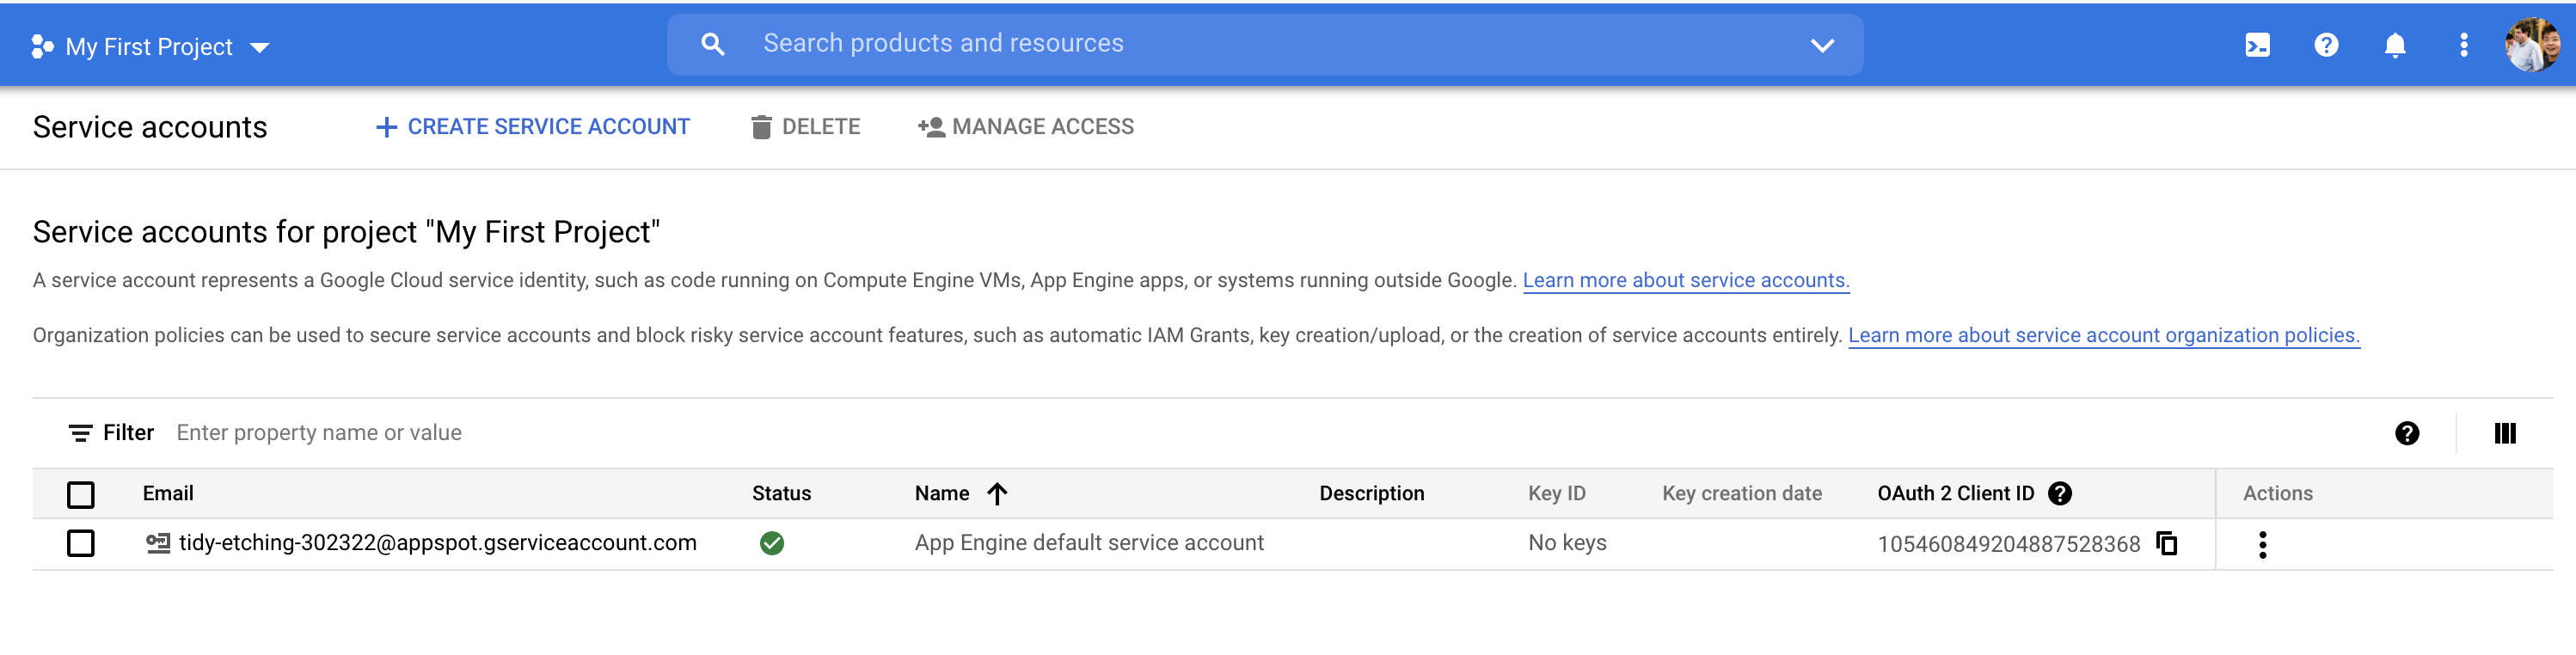 My First Project
Search products and resources
Service accounts
CREATE SERVICE ACCOUNT
DELETE
MANAGE ACCESS
Service accounts for project "My First Project"
A service account represents a Google Cloud service identity, such as code running on Compute Engine VMs, App Engine apps, or systems running outside Google. Learn more about service accounts.
Organization policies can be used to secure service accounts and block risky service account features, such as automatic IAM Grants, key creation/upload, or the creation of service accounts entirely. Learn more about service account organization policies.
Filter Enter property name or value
Email Status Name Description Key ID Key creation date OAuth 2 Client ID Actions
tidy-etching-302322@appspot.gserviceaccount.com App Engine default service account No keys 105460849204887528368